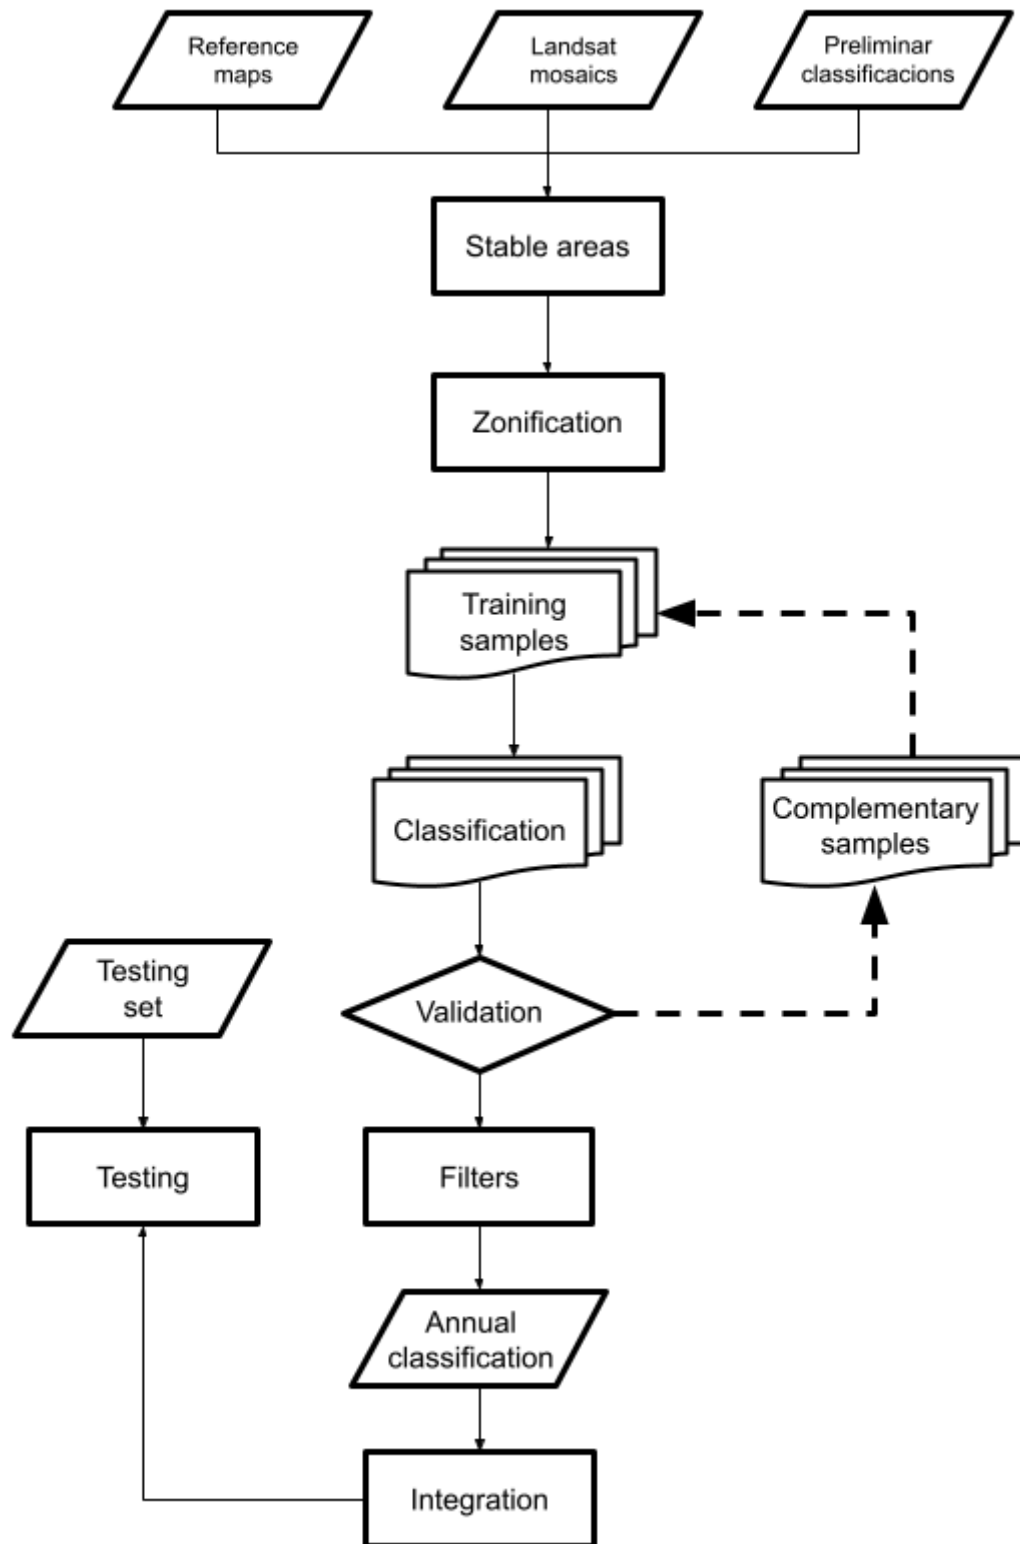 Reference
maps
Landsat
mosaics
Preliminar
classificacions
Stable areas
Zonification
Training
samples
Classification
Complementary
samples
Testing
set
Validation
Testing
Filters
Annual
classification
Integration